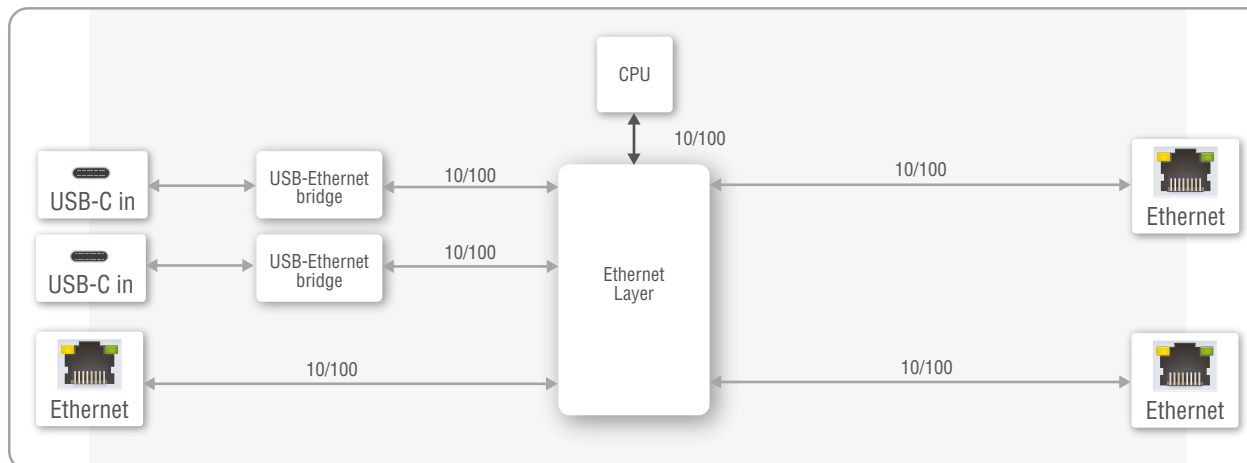 CPU
10/100
USB-C in
USB-Ethernet
bridge
10/100
10/100
Ethernet
USB-C in
USB-Ethernet
bridge
10/100
Ethernet
Layer
Ethernet
10/100
10/100
Ethernet